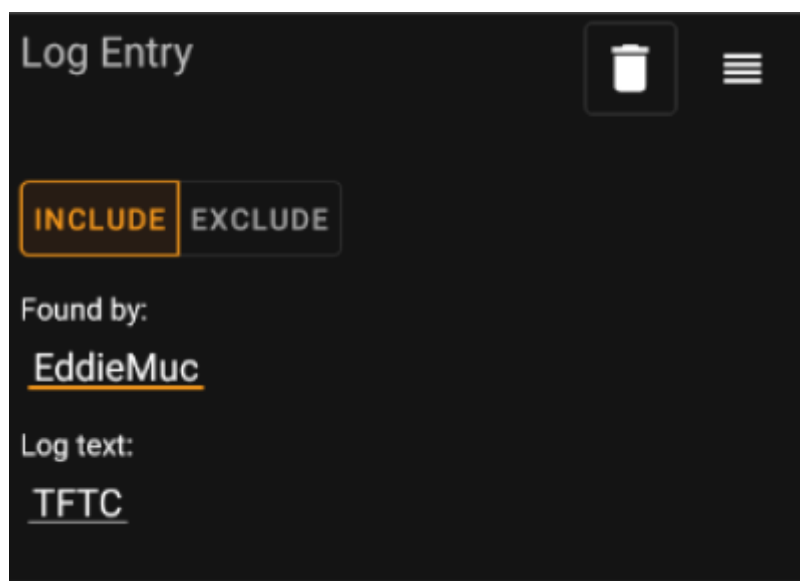 Log Entry
INCLUDE EXCLUDE
Found by:
EddieMuc
Log text:
TFTC